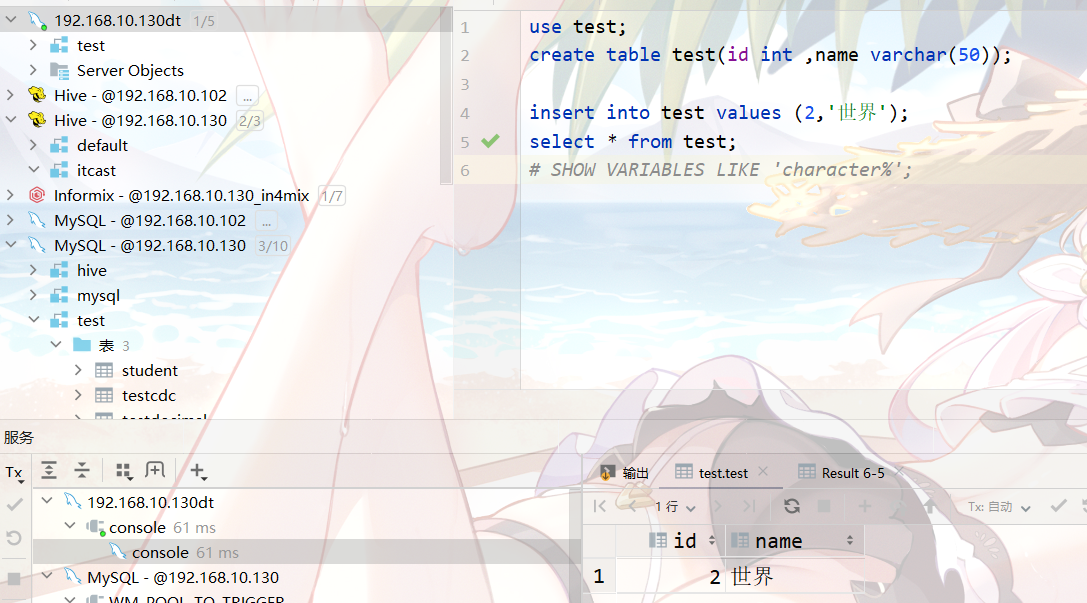 192.168.10.130dt 1/5
test
Server Objects
Hive - @192.168.10.102 ...
Hive - @192.168.10.130 2/3
default
itcast
Informix - @192.168.10.130_in4mix 1/7
MySQL - @192.168.10.102 ...
MySQL - @192.168.10.130 3/10
hive
mysql
test
表 3
student
testcdc
testdecimal
1 use test;
2 create table test(id int ,name varchar(50));
3
4 insert into test values (2,'世界');
5 select * from test;
6 # SHOW VARIABLES LIKE 'character%';
服务
Tx
192.168.10.130dt
console 61 ms
console 61 ms
MySQL - @192.168.10.130
WM_POOL_TO_TRIGGER
输出 test.test Result 6-5
1 行 Tx: 自动
id name
1 2 世界